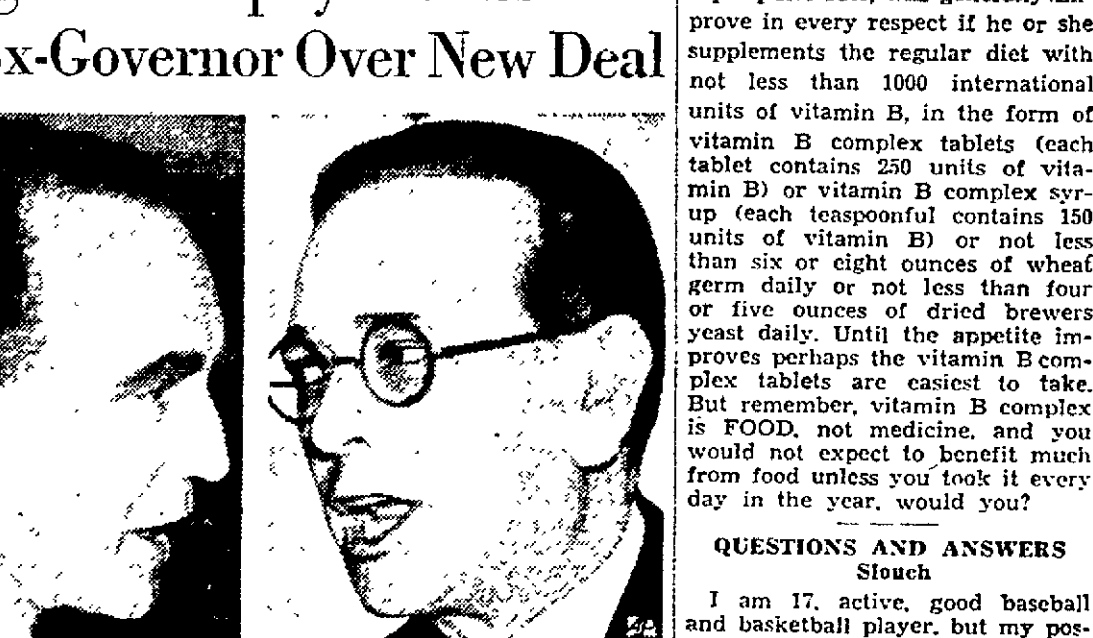 x-Governor Over New Deal
prove in every respect if he or she
supplements the regular diet with
not less than 1000 international
units of vitamin B, in the form of
vitamin B complex tablets (each
tablet contains 250 units of vita-
min B) or vitamin B complex syr-
up (each teaspoonful contains 150
units of vitamin B) or not less
than six or eight ounces of wheat
germ daily or not less than four
or five ounces of dried brewers
yeast daily. Until the appetite im-
proves perhaps the vitamin B com-
plex tablets are easiest to take.
But remember, vitamin B complex
is FOOD, not medicine, and you
would not expect to benefit much
from food unless you took it every
day in the year, would you?
QUESTIONS AND ANSWERS
Slouch
I am 17, active, good baseball
and basketball player, but my pos-